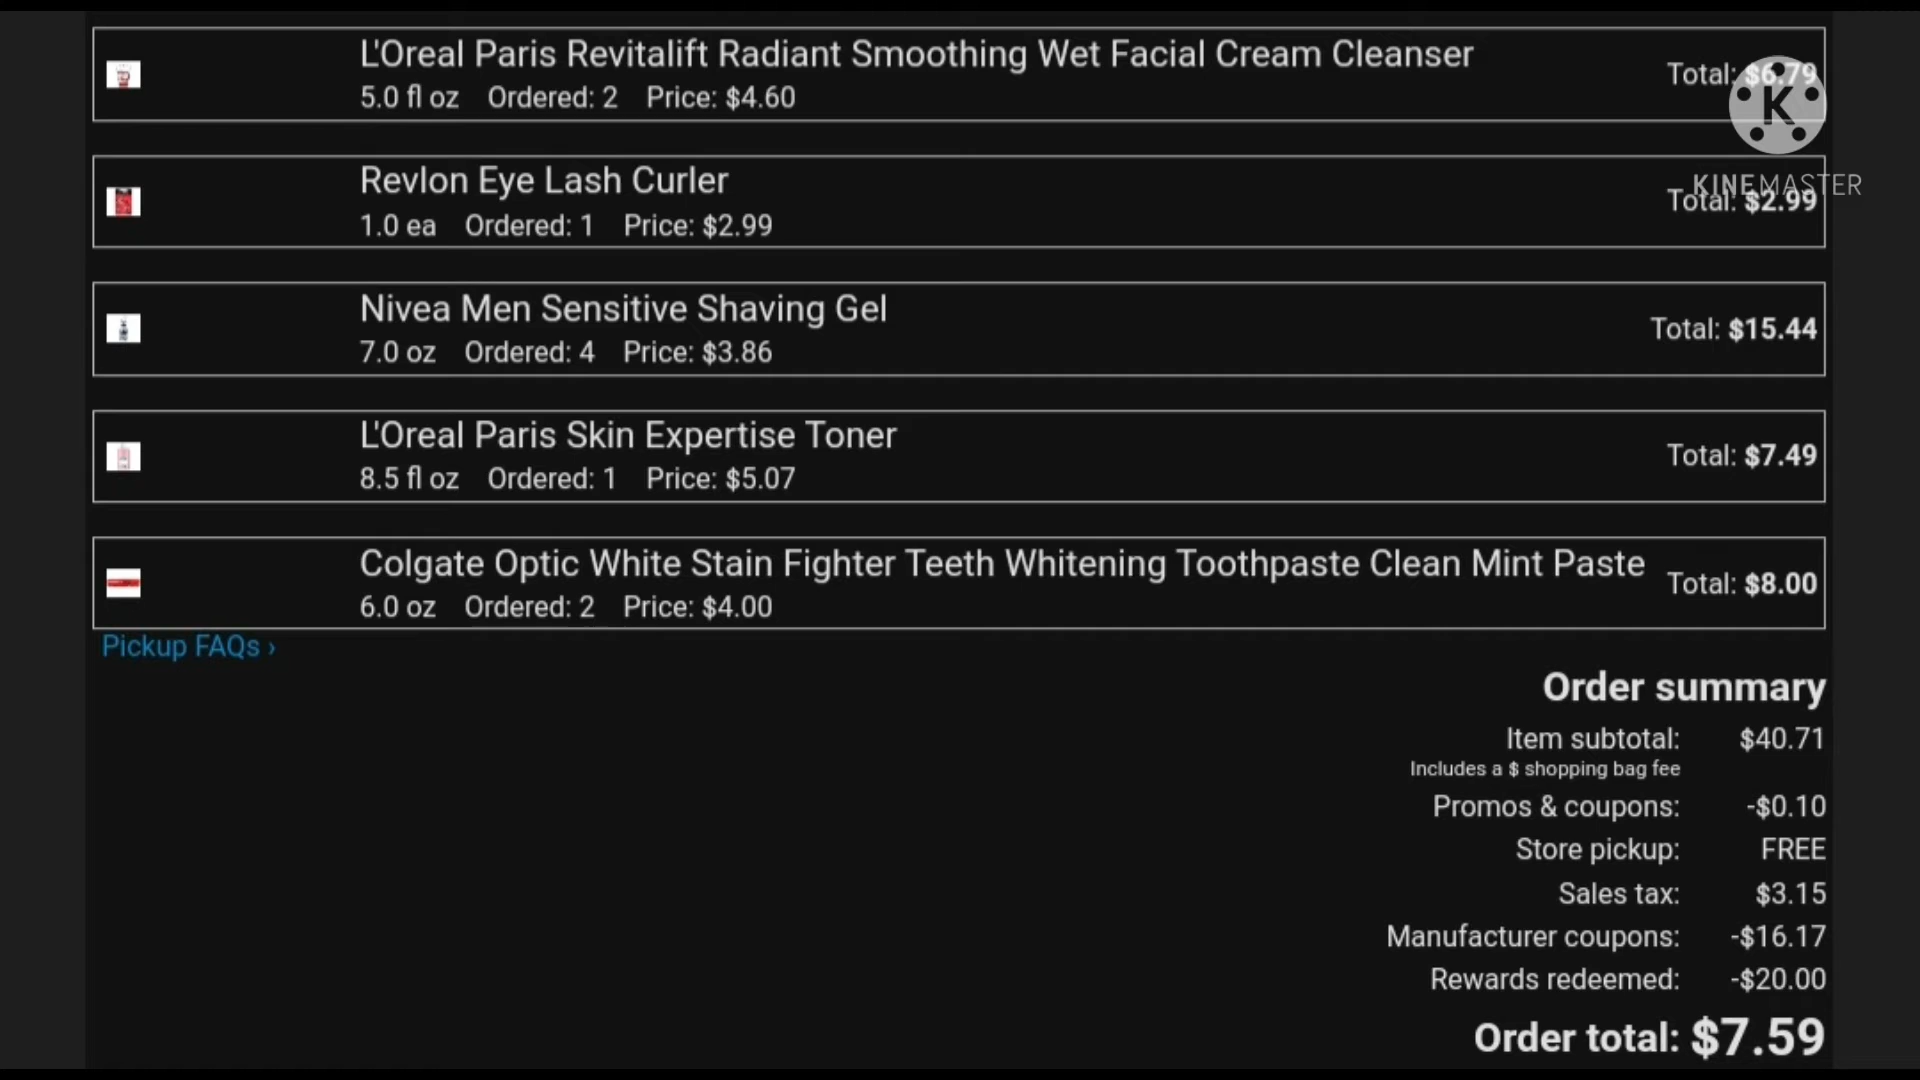 L'Oreal Paris Revitalift Radiant Smoothing Wet Facial Cream Cleanser
5.0 fl oz Ordered: 2 Price: $4.60
Total: $6.79
K
KINEMASTER
Revlon Eye Lash Curler
1.0 ea Ordered: 1 Price: $2.99
Total: $2.99
Nivea Men Sensitive Shaving Gel
7.0 oz Ordered: 4 Price: $3.86
Total: $15.44
L'Oreal Paris Skin Expertise Toner
8.5 fl oz Ordered: 1 Price: $5.07
Total: $7.49
Colgate Optic White Stain Fighter Teeth Whitening Toothpaste Clean Mint Paste
6.0 oz Ordered: 2 Price: $4.00
Total: $8.00
Pickup FAQs ›
Order summary
Item subtotal: $40.71
Includes a $ shopping bag fee
Promos & coupons: -$0.10
Store pickup: FREE
Sales tax: $3.15
Manufacturer coupons: -$16.17
Rewards redeemed: -$20.00
Order total: $7.59